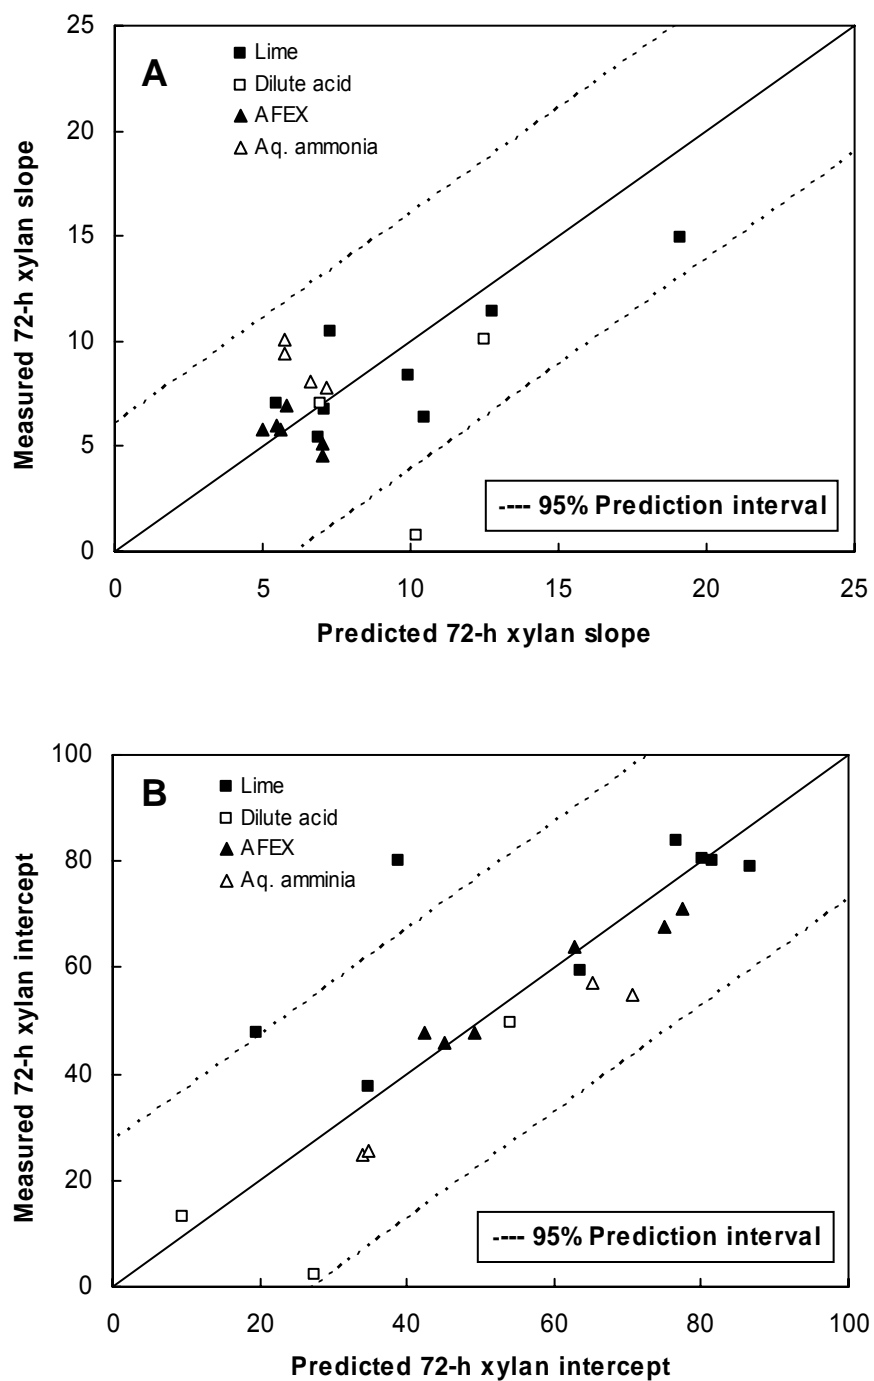 A
Lime
Dilute acid
AFEX
Aq. ammonia
25
20
15
10
5
0
Measured 72-h xylan slope
95% Prediction interval
0 5 10 15 20 25
Predicted 72-h xylan slope
B
Lime
Dilute acid
AFEX
Aq. amminia
100
80
60
40
20
0
Measured 72-h xylan intercept
95% Prediction interval
0 20 40 60 80 100
Predicted 72-h xylan intercept